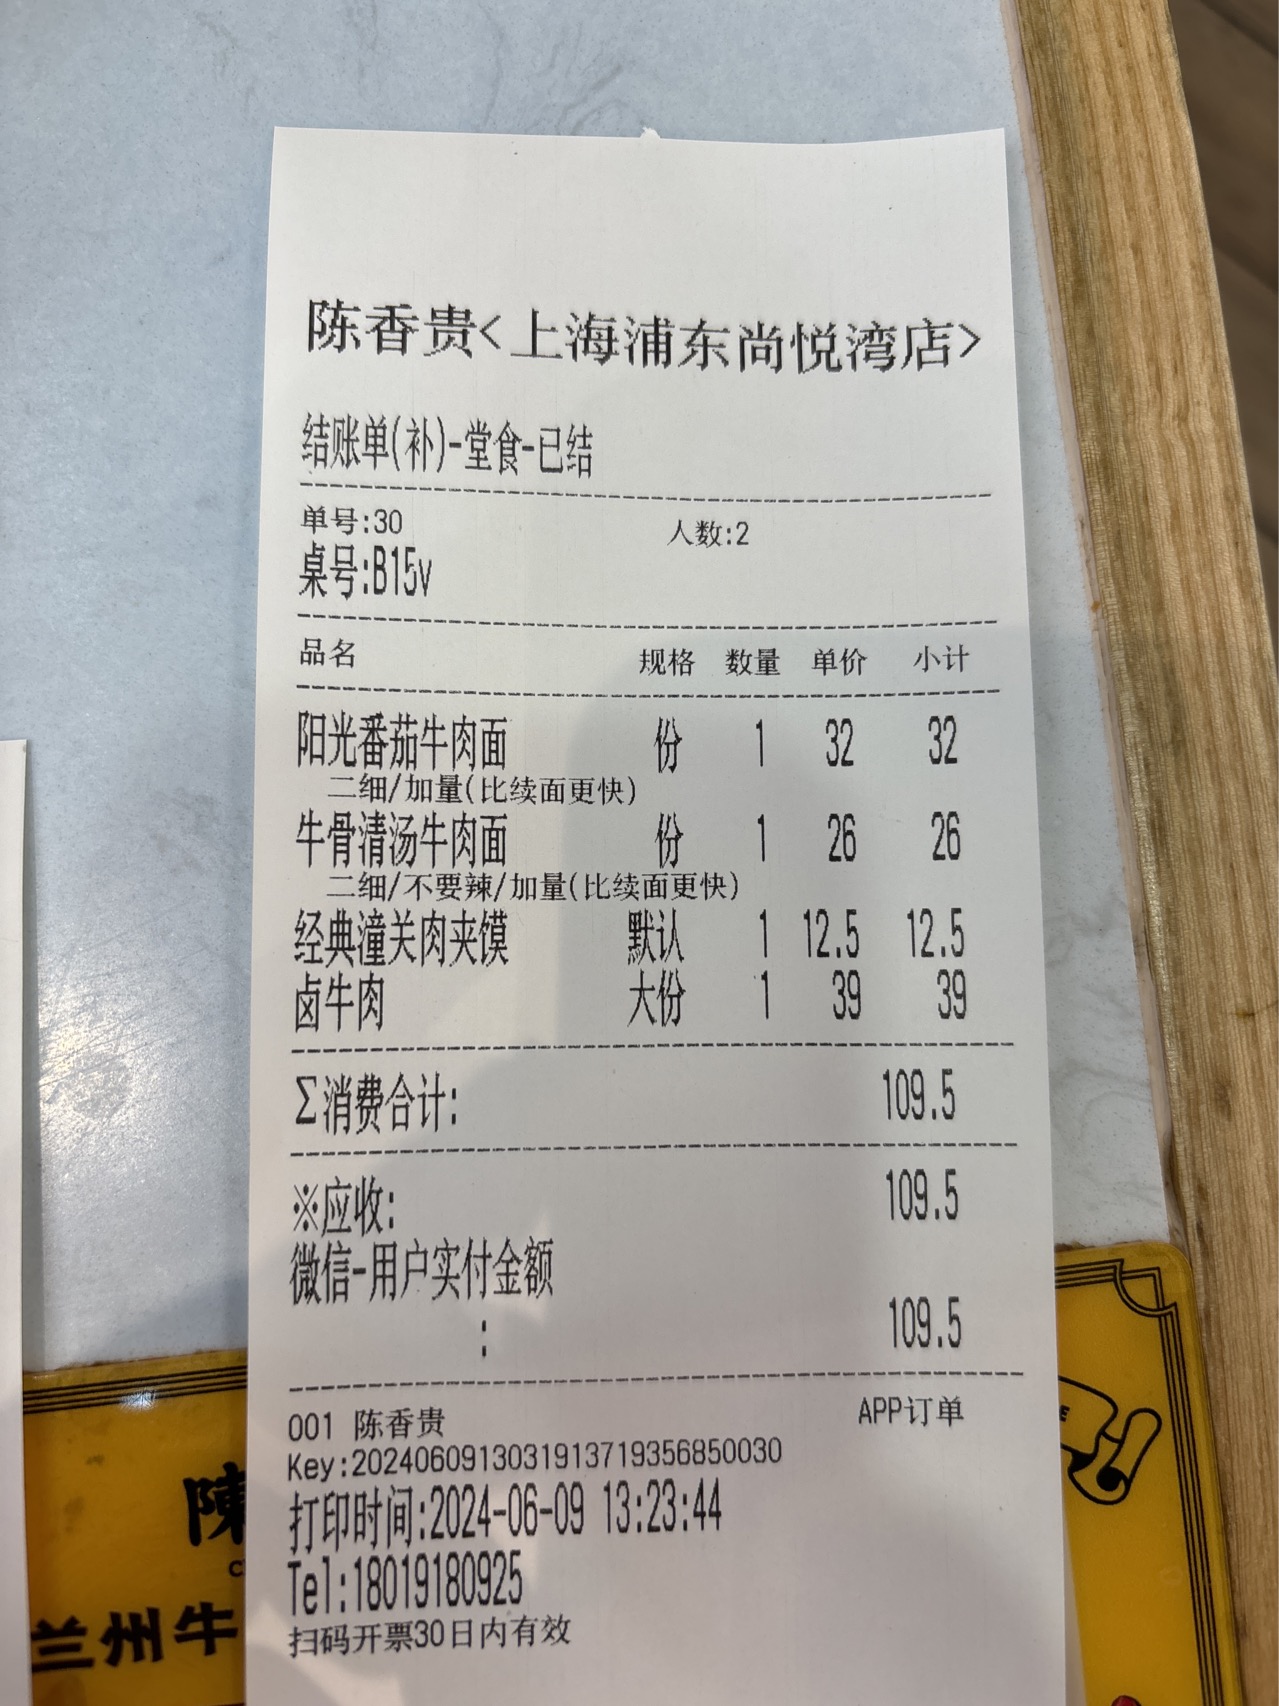 陈香贵<上海浦东尚悦湾店>
结账单(补)-堂食-已结
单号:30 人数:2
桌号:B15v
品名 规格 数量 单价 小计
阳光番茄牛肉面 份 1 32 32
二细/加量(比续面更快)
牛骨清汤牛肉面 份 1 26 26
二细/不要辣/加量(比续面更快)
经典潼关肉夹馍 默认 1 12.5 12.5
卤牛肉 大份 1 39 39
Σ消费合计: 109.5
※应收: 109.5
微信-用户实付金额
: 109.5
001 陈香贵 APP订单
Key:2024060913031913719356850030
打印时间:2024-06-09 13:23:44
Tel:18019180925
扫码开票30日内有效
陳
兰州牛